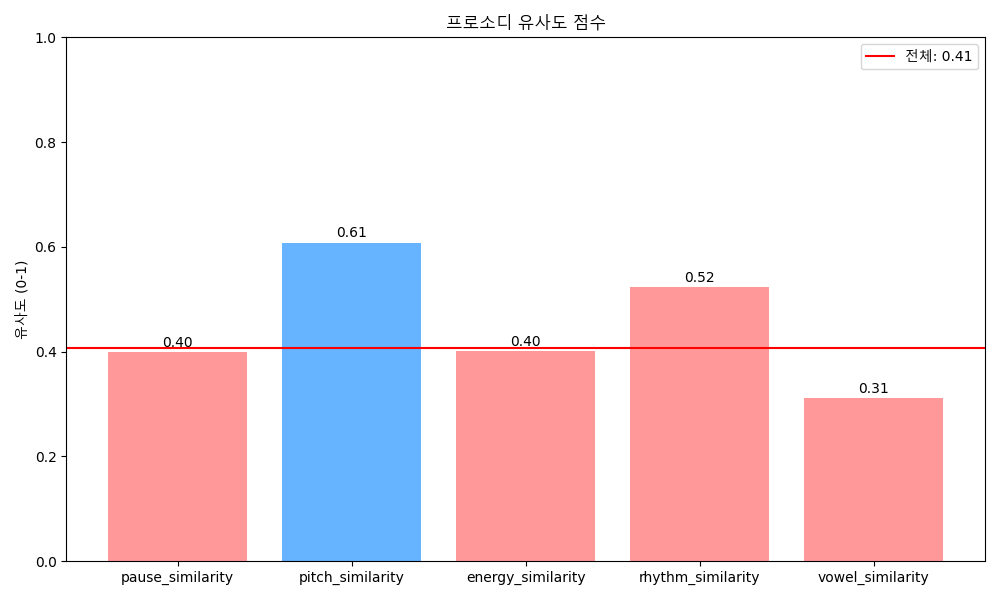 프로소디 유사도 점수
전체: 0.41
유사도 (0-1)
1.0
0.8
0.6
0.4
0.2
0.0
0.40
0.61
0.40
0.52
0.31
pause_similarity
pitch_similarity
energy_similarity
rhythm_similarity
vowel_similarity